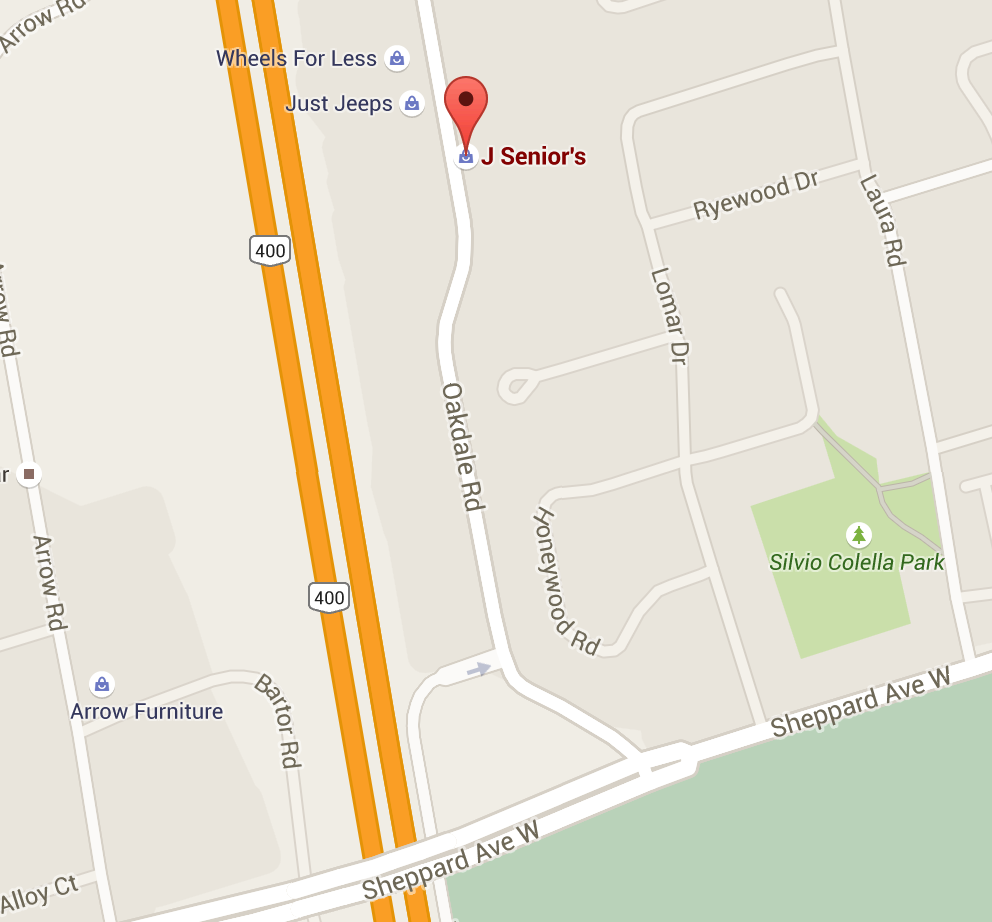 Arrow Rd
Wheels For Less
Just Jeeps
J Senior's
Ryewood Dr
Laura Rd
400
Arrow Rd
Lomar Dr
Oakdale Rd
Honeywood Rd
Silvio Colella Park
Arrow Rd
400
Arrow Furniture
Bartor Rd
Sheppard Ave W
Sheppard Ave W
Alloy Ct